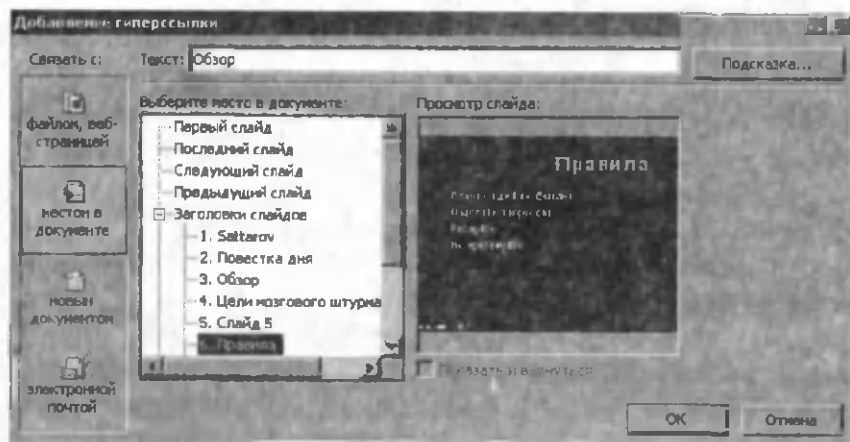 Добавление гиперссылки
Связать с:
Текст: Обзор
Подсказка...
файлом, веб-
страницей
местом в
документе
новым
документом
электронной
почтой
Выберите место в документе:
Первый слайд
Последний слайд
Следующий слайд
Предыдущий слайд
Заголовки слайдов
1. Sattarov
2. Повестка дня
3. Обзор
4. Цели мозгового штурма
5. Слайд 5
6. Правила
Просмотр слайда:
Правила
Показать и вернуться
ОК
Отмена